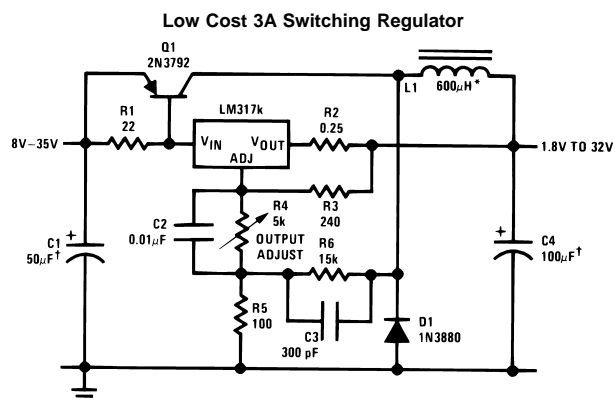 Low Cost 3A Switching Regulator
Q1
2N3792
L1
600μH*
R1
22
LM317k
VIN
VOUT
ADJ
R2
0.25
8V–35V
1.8V TO 32V
C2
0.01μF
R4
5k
OUTPUT
ADJUST
R3
240
R6
15k
C1
50μF†
+
C4
100μF†
+
R5
100
C3
300 pF
D1
1N3880